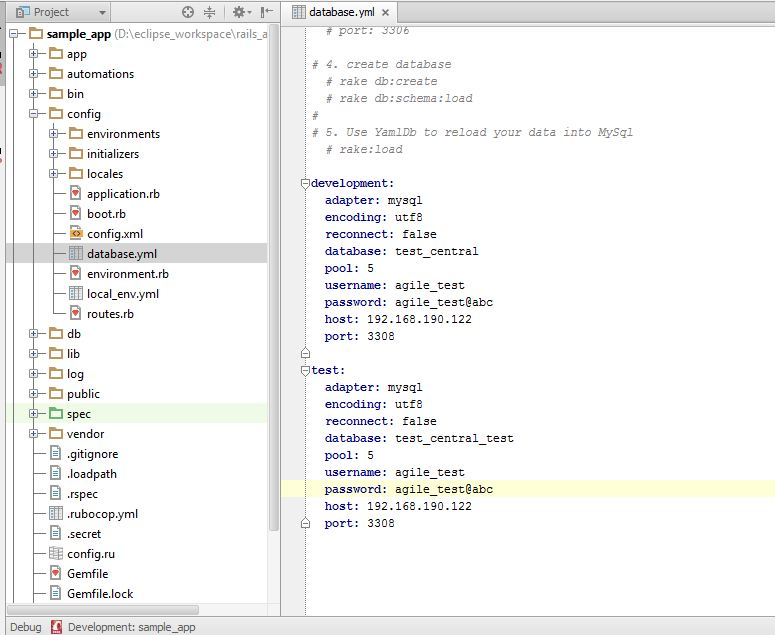 Project
database.yml
sample_app (D:\eclipse_workspace\rails_a
app
automations
bin
config
environments
initializers
locales
application.rb
boot.rb
config.xml
database.yml
environment.rb
local_env.yml
routes.rb
db
lib
log
public
spec
vendor
.gitignore
.loadpath
.rspec
.rubocop.yml
.secret
config.ru
Gemfile
Gemfile.lock
# port: 3306
# 4. create database
# rake db:create
# rake db:schema:load
#
# 5. Use YamlDb to reload your data into MySql
# rake:load
development:
adapter: mysql
encoding: utf8
reconnect: false
database: test_central
pool: 5
username: agile_test
password: agile_test@abc
host: 192.168.190.122
port: 3308
test:
adapter: mysql
encoding: utf8
reconnect: false
database: test_central_test
pool: 5
username: agile_test
password: agile_test@abc
host: 192.168.190.122
port: 3308
Debug Development: sample_app